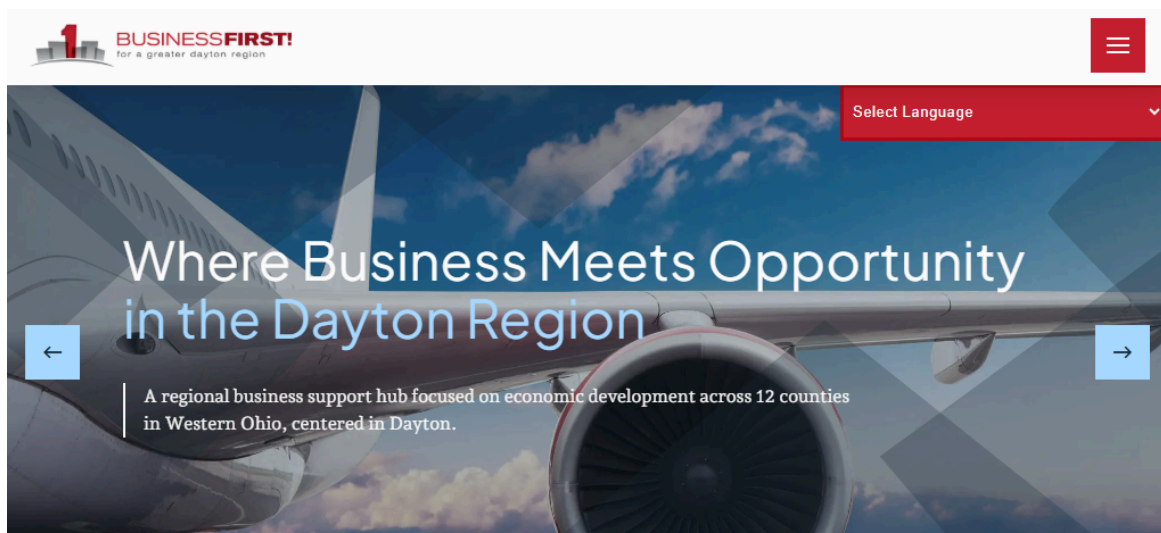 1
BUSINESSFIRST!
for a greater dayton region
Select Language
Where Business Meets Opportunity
in the Dayton Region
A regional business support hub focused on economic development across 12 counties
in Western Ohio, centered in Dayton.